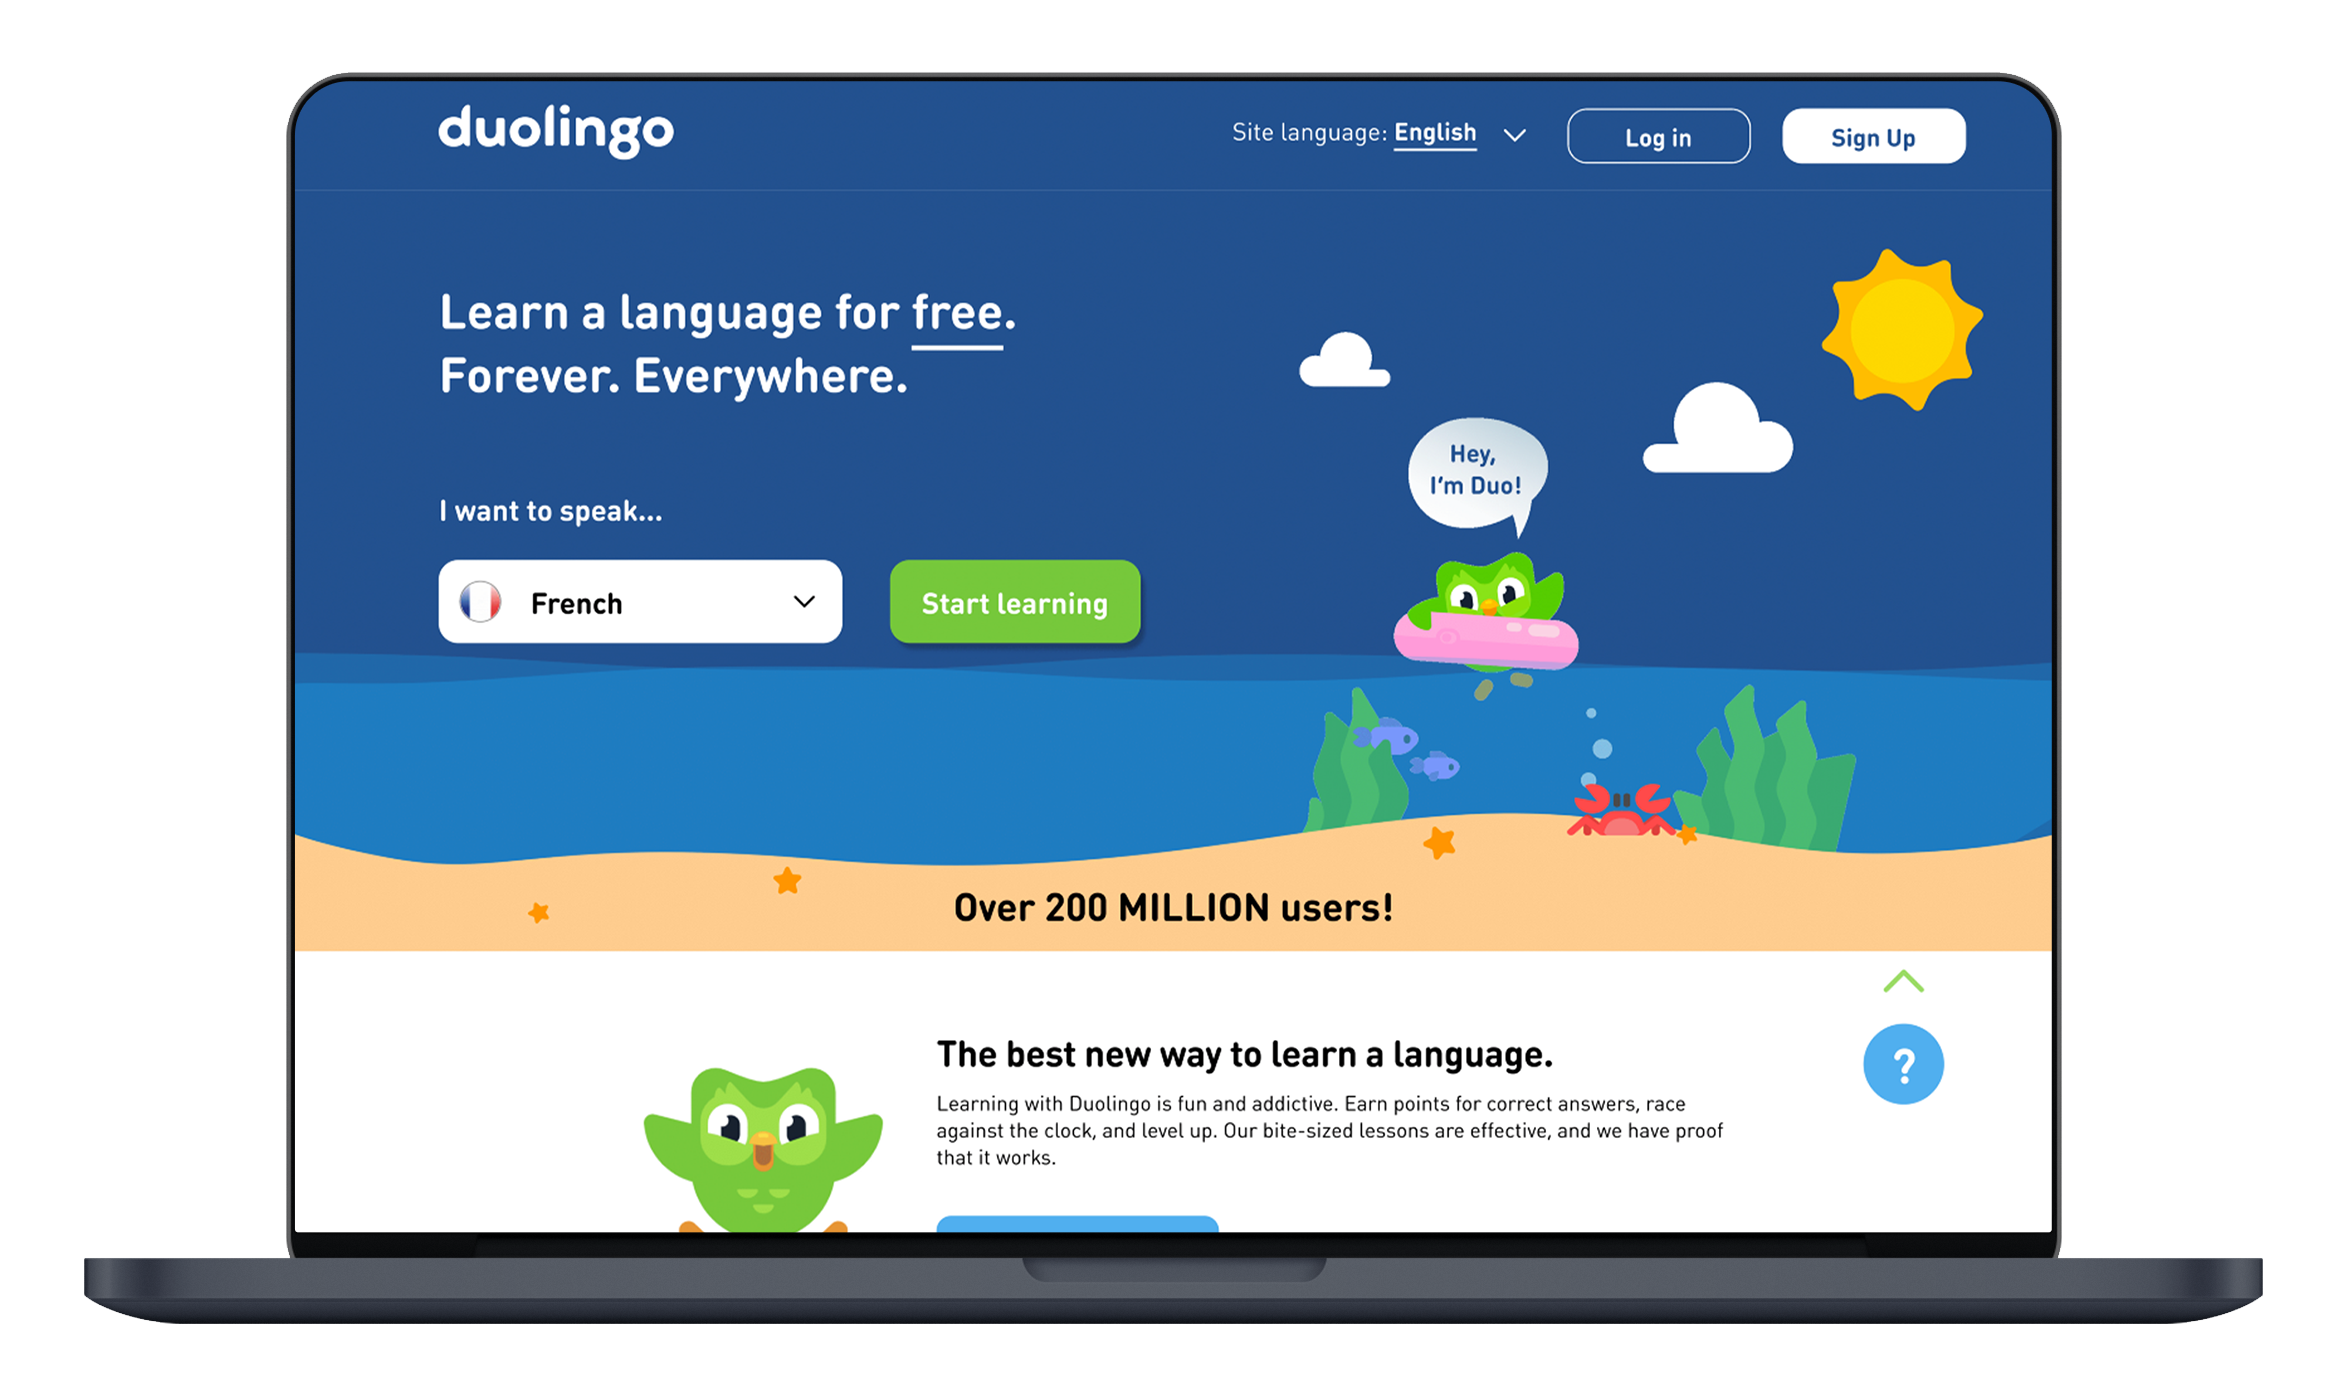 duolingo
Site language: English
Log in
Sign Up
Learn a language for free.
Forever. Everywhere.
Hey,
I'm Duo!
I want to speak...
French
Start learning
Over 200 MILLION users!
The best new way to learn a language.
Learning with Duolingo is fun and addictive. Earn points for correct answers, race
against the clock, and level up. Our bite-sized lessons are effective, and we have proof
that it works.
?